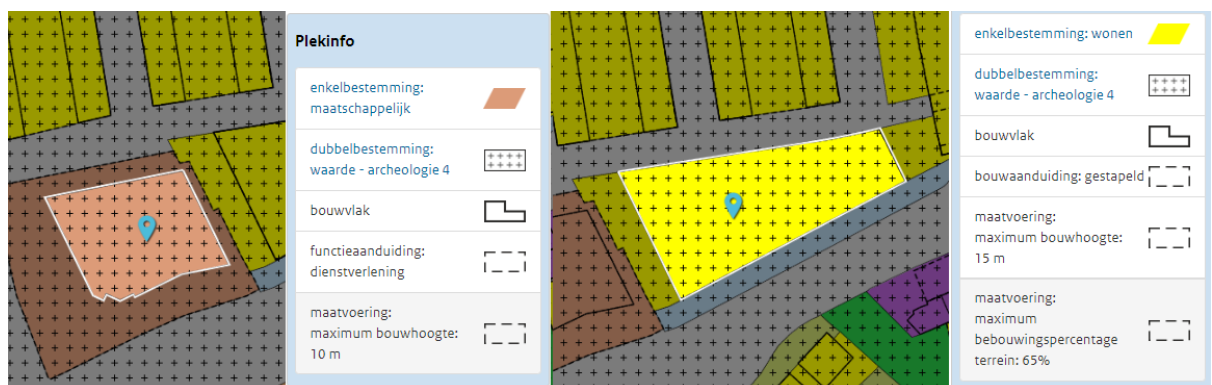 Plekinfo
enkelbestemming:
maatschappelijk
dubbelbestemming:
waarde - archeologie 4
bouwvlak
functieaanduiding:
dienstverlening
maatvoering:
maximum bouwhoogte:
10 m
enkelbestemming: wonen
dubbelbestemming:
waarde - archeologie 4
bouwvlak
bouwaanduiding: gestapeld
maatvoering:
maximum bouwhoogte:
15 m
maatvoering:
maximum
bebouwingspercentage
terrein: 65%